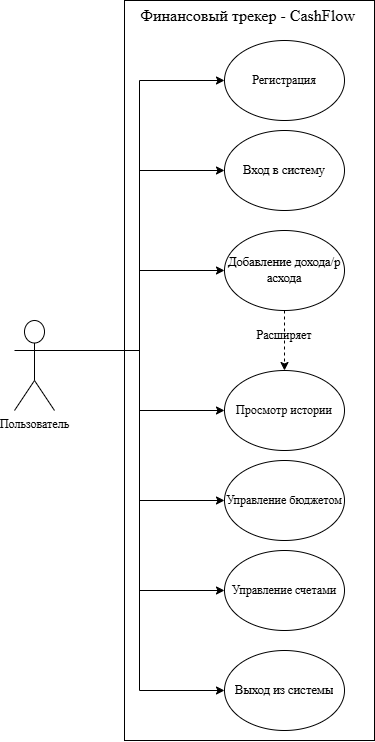 Финансовый трекер - CashFlow
Регистрация
Вход в систему
Добавление дохода/р
асхода
Расширяет
Пользователь
Просмотр истории
Управление бюджетом
Управление счетами
Выход из системы